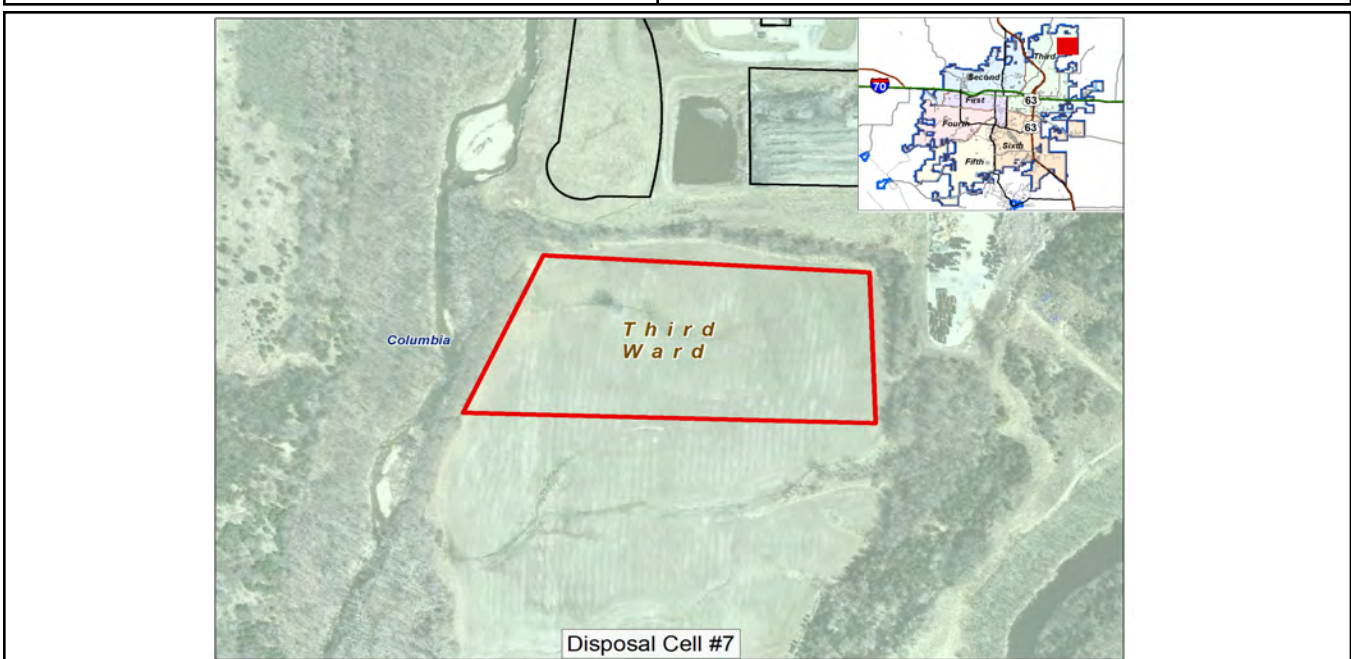 Third
Second
70
First
63
63
Fourth
Sixth
Fifth
Third
Ward
Columbia
Disposal Cell #7